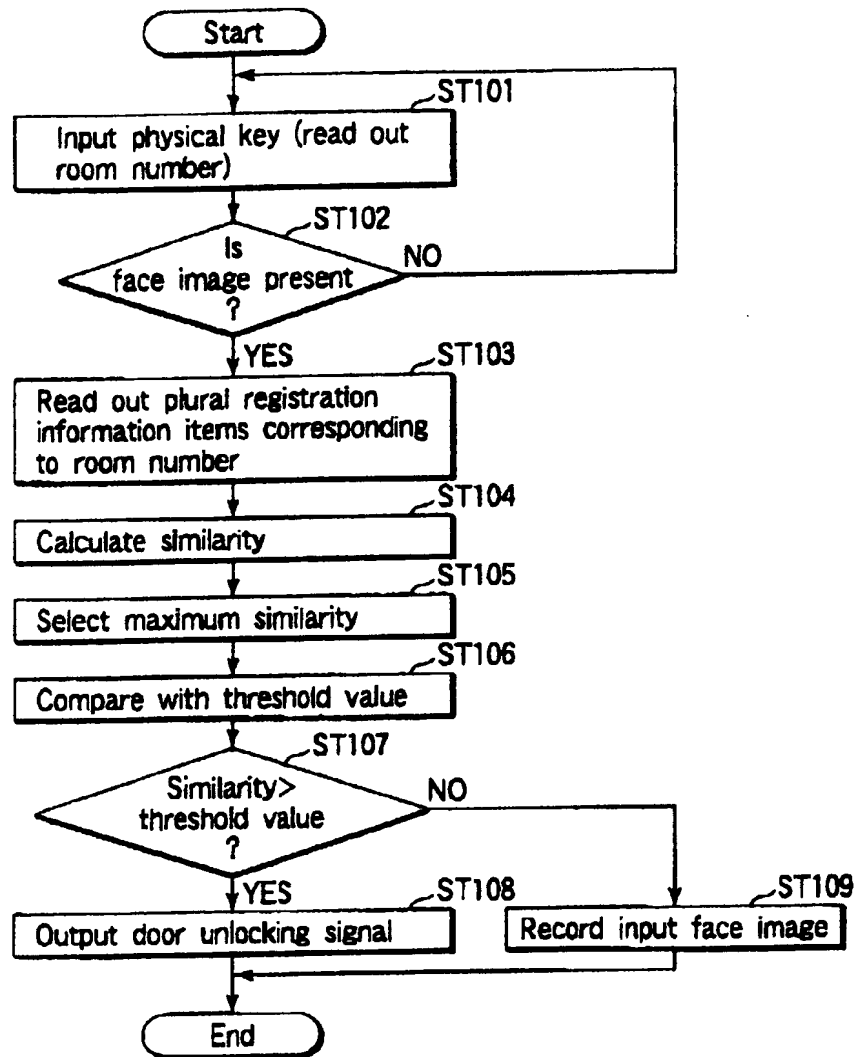 Start
ST101
Input physical key (read out
room number)
ST102
Is
face image present
?
NO
YES
ST103
Read out plural registration
information items corresponding
to room number
ST104
Calculate similarity
ST105
Select maximum similarity
ST106
Compare with threshold value
ST107
Similarity>
threshold value
?
NO
YES
ST108
Output door unlocking signal
ST109
Record input face image
End